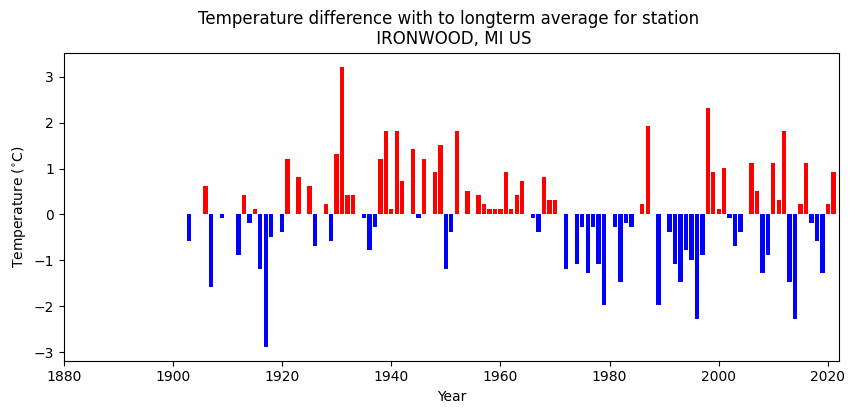 Temperature difference with to longterm average for station
IRONWOOD, MI US
Temperature (°C)
3
2
1
0
−1
−2
−3
1880 1900 1920 1940 1960 1980 2000 2020
Year